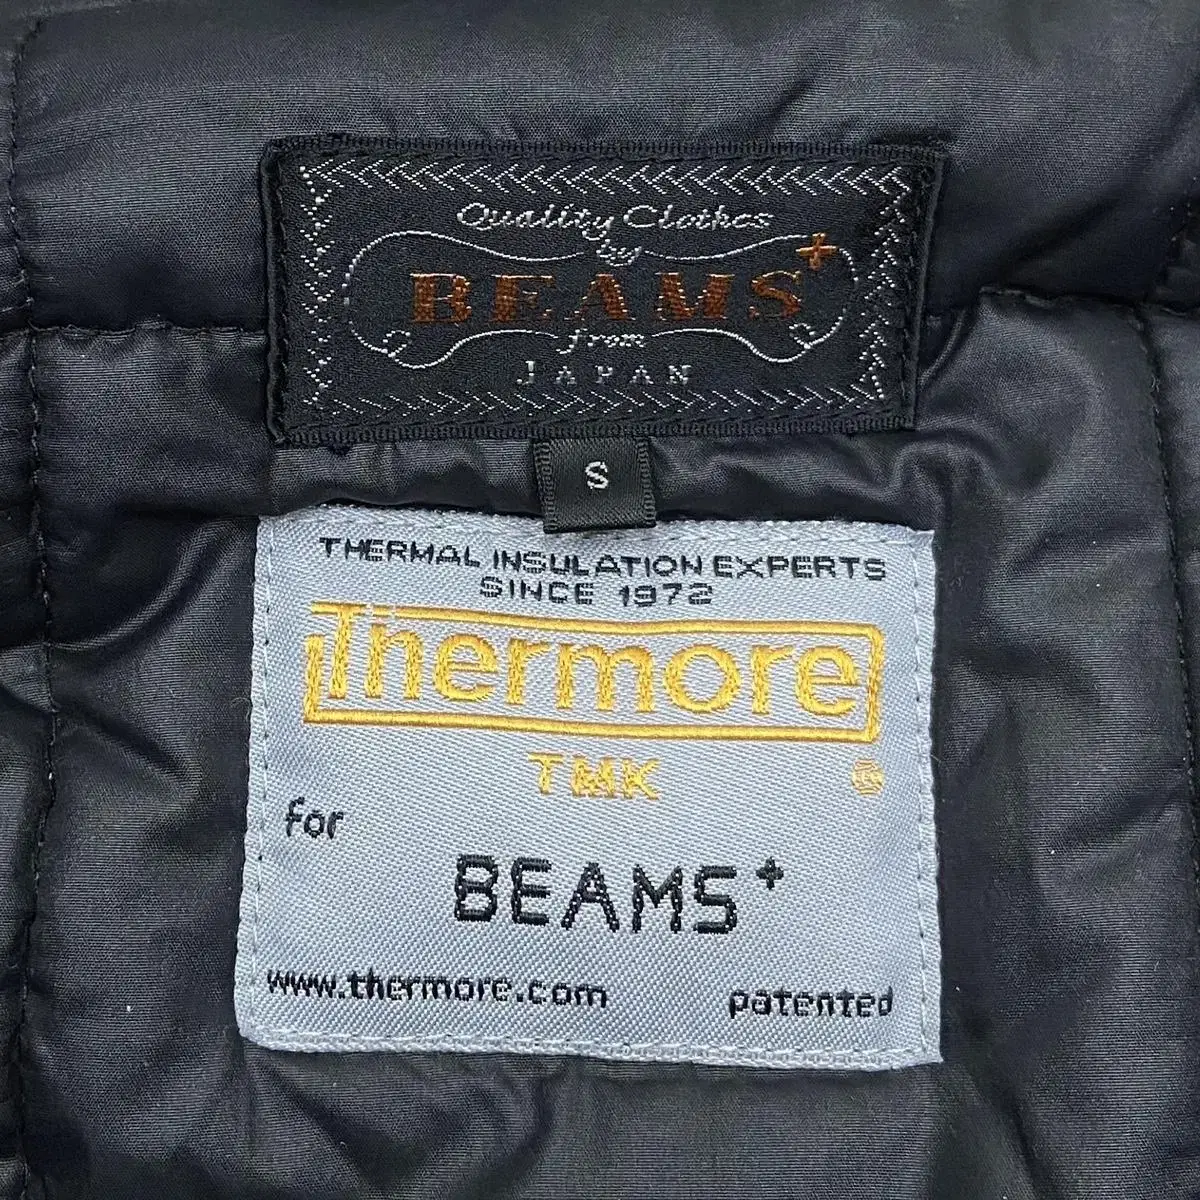 Quality Clothes
by
BEAMS+
from
JAPAN
S
THERMAL INSULATION EXPERTS
SINCE 1972
Thermore
TMK
for
BEAMS+
www.thermore.com patented